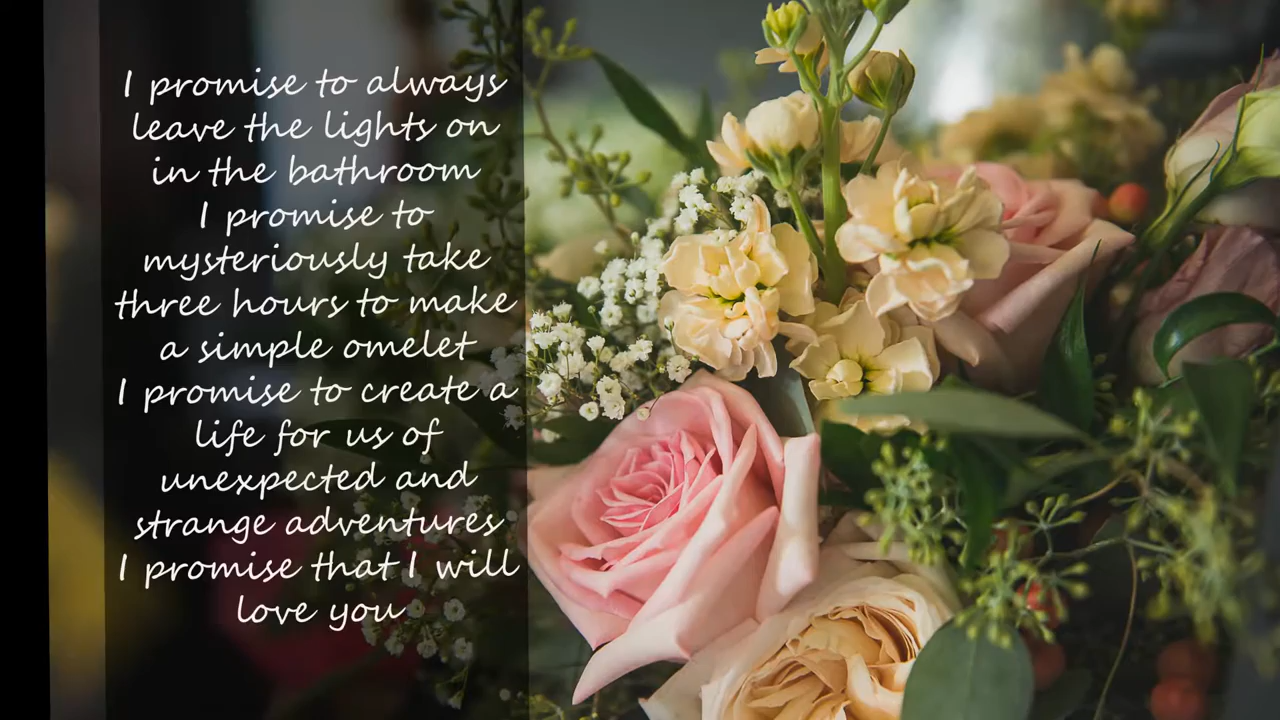 I promise to always
leave the lights on
in the bathroom
I promise to
mysteriously take
three hours to make
a simple omelet
I promise to create a
life for us of
unexpected and
strange adventures
I promise that I will
love you